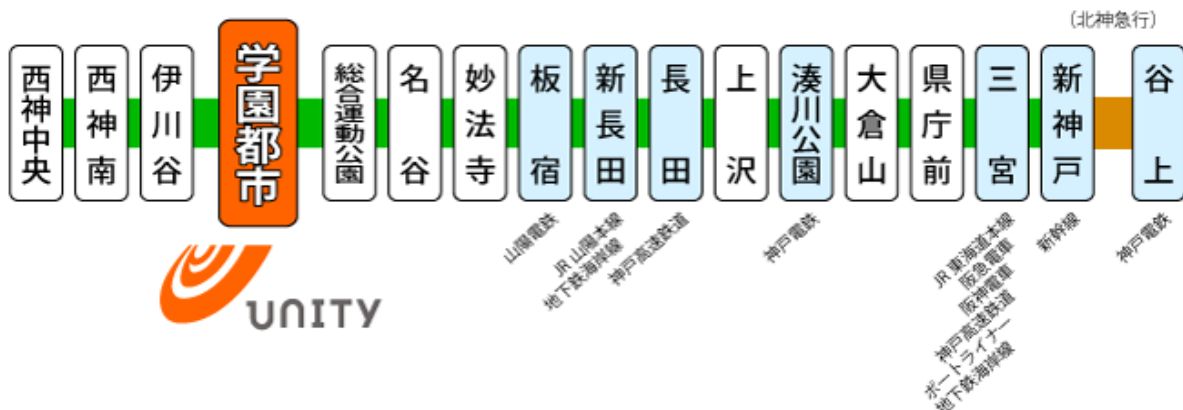 (北神急行)
西神中央
西神南
伊川谷
学園都市
総合運動公園
名谷
妙法寺
板宿
新長田
長田
上沢
湊川公園
大倉山
県庁前
三宮
新神戸
谷上
山陽電鉄
JR山陽本線
地下鉄海岸線
神戸高速鉄道
神戸電鉄
JR東海道本線
阪急電車
阪神電車
神戸高速鉄道
ポートライナー
地下鉄海岸線
新幹線
神戸電鉄
UNITY